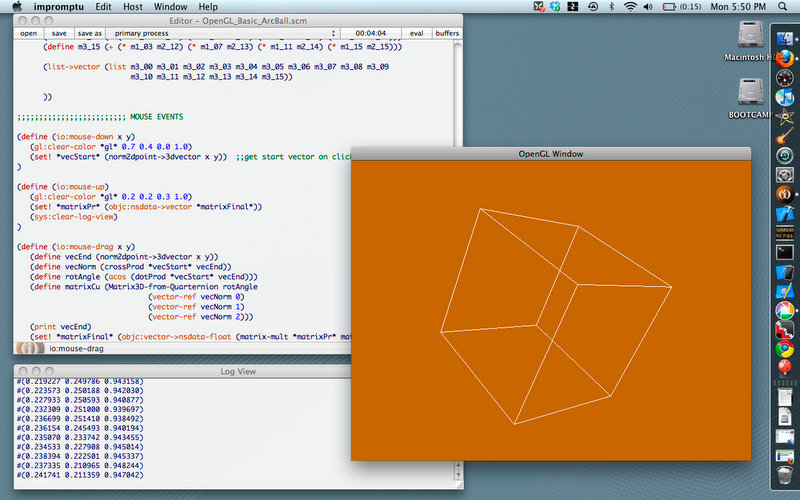 impromptu Edit Host Window Help (0:15) Mon 5:50 PM
Editor - OpenGL_Basic_ArcBall.scm
open save save as primary process 00:04:04 eval buffers
(define m3_15 (+ (* m1_03 m2_12) (* m1_07 m2_13) (* m1_11 m2_14) (* m1_15 m2_15)))
(list->vector (list m3_00 m3_01 m3_02 m3_03 m3_04 m3_05 m3_06 m3_07 m3_08 m3_09
m3_10 m3_11 m3_12 m3_13 m3_14 m3_15))
))
;;;;;;;;;;;;;;;;;;;;;;;;;; MOUSE EVENTS
(define (io:mouse-down x y)
(gl:clear-color *gl* 0.7 0.4 0.0 1.0)
(set! *vecStart* (norm2dpoint->3dvector x y)) ;;get start vector on click
)
(define (io:mouse-up)
(gl:clear-color *gl* 0.2 0.2 0.3 1.0)
(set! *matrixPr* (objc:nsdata->vector *matrixFinal*))
(sys:clear-log-view)
)
(define (io:mouse-drag x y)
(define vecEnd (norm2dpoint->3dvector x y))
(define vecNorm (crossProd *vecStart* vecEnd))
(define rotAngle (acos (dotProd *vecStart* vecEnd)))
(define matrixCu (Matrix3D-from-Quarternion rotAngle
(vector-ref vecNorm 0)
(vector-ref vecNorm 1)
(vector-ref vecNorm 2)))
(print vecEnd)
(set! *matrixFinal* (objc:vector->nsdata-float (matrix-mult *matrixPr* mat
io:mouse-drag
Log View
#(0.219227 0.249786 0.943158)
#(0.223573 0.250188 0.942030)
#(0.227933 0.250593 0.940877)
#(0.232309 0.251000 0.939697)
#(0.236699 0.251410 0.938492)
#(0.236154 0.245493 0.940194)
#(0.235070 0.233742 0.943455)
#(0.234533 0.227908 0.945014)
#(0.238394 0.222501 0.945337)
#(0.237335 0.210965 0.948244)
#(0.241741 0.211359 0.947042)
OpenGL Window
Macintosh HD
BOOTCAMP